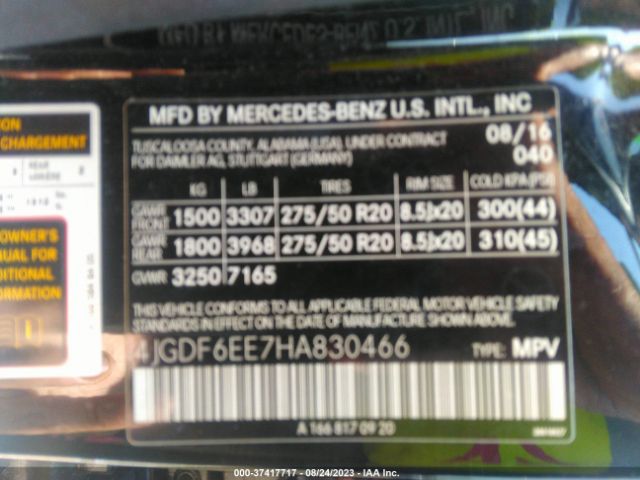 MFD BY MERCEDES-BENZ U.S. INTL., INC
TUSCALOOSA COUNTY, ALABAMA (USA), UNDER CONTRACT 08/16
FOR DAIMLER AG, STUTTGART (GERMANY) 040
KG LB TIRES RIM SIZE COLD KPA (PSI)
GAWR FRONT 1500 3307 275/50 R20 8.5Jx20 300(44)
GAWR REAR 1800 3968 275/50 R20 8.5Jx20 310(45)
GVWR 3250 7165
THIS VEHICLE CONFORMS TO ALL APPLICABLE FEDERAL MOTOR VEHICLE SAFETY
STANDARDS IN EFFECT ON THE DATE OF MANUFACTURE SHOWN ABOVE.
4JGDF6EE7HA830466 TYPE: MPV
A 166 817 09 20
ION
CHARGEMENT
REAR
OWNER'S
NUAL FOR
DITIONAL
ORMATION
000-37417717 - 08/24/2023 - IAA Inc.